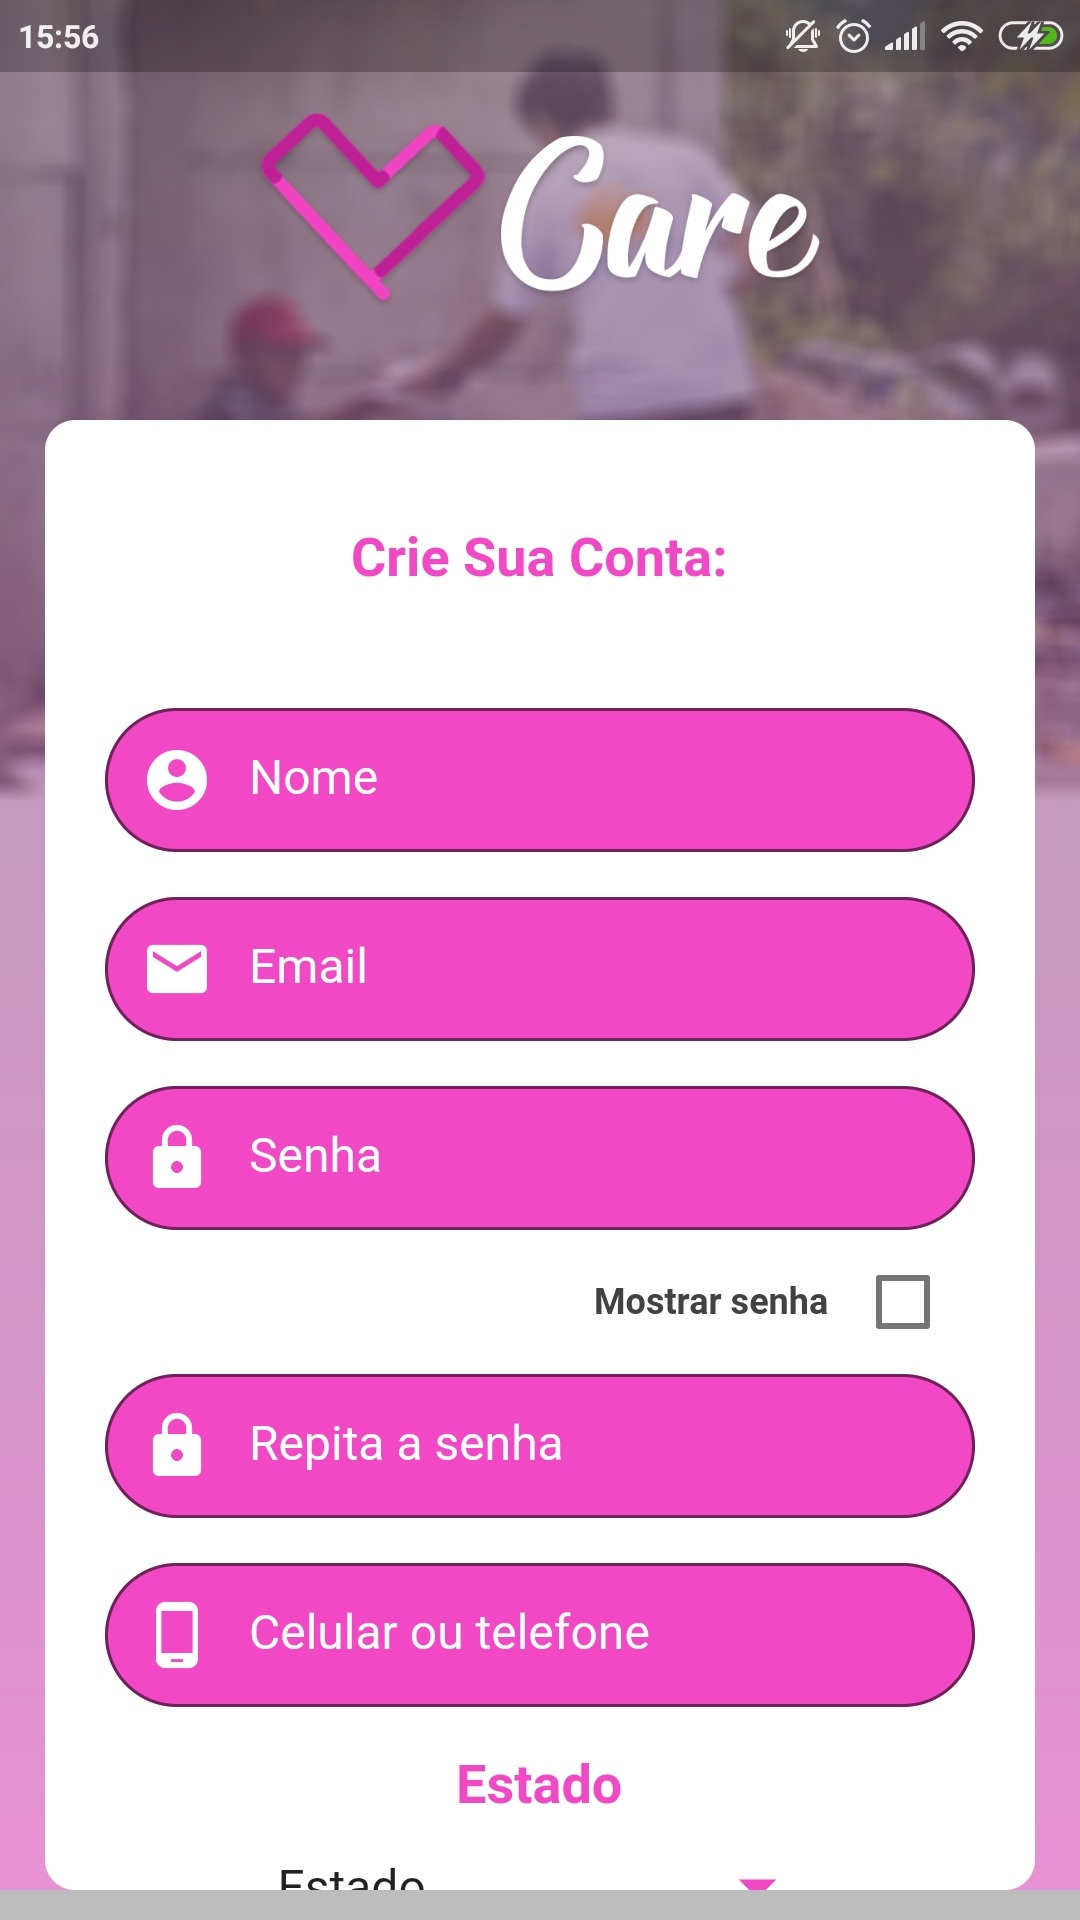 15:56
Care
Crie Sua Conta:
Nome
Email
Senha
Mostrar senha
Repita a senha
Celular ou telefone
Estado
Estado